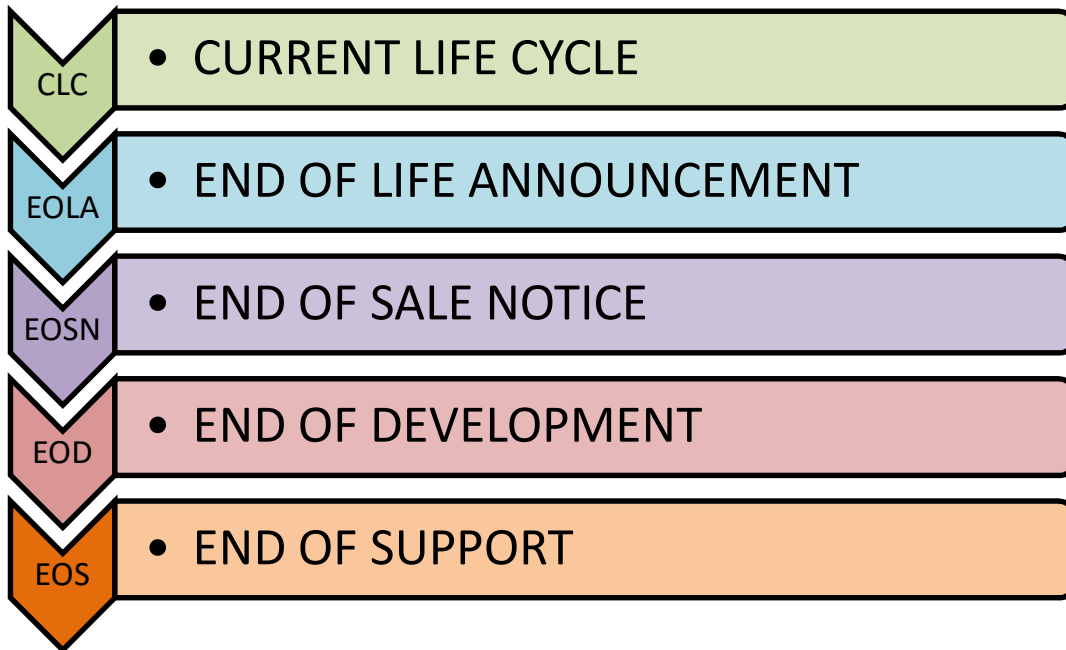 CLC
• CURRENT LIFE CYCLE
EOLA
• END OF LIFE ANNOUNCEMENT
EOSN
• END OF SALE NOTICE
EOD
• END OF DEVELOPMENT
EOS
• END OF SUPPORT